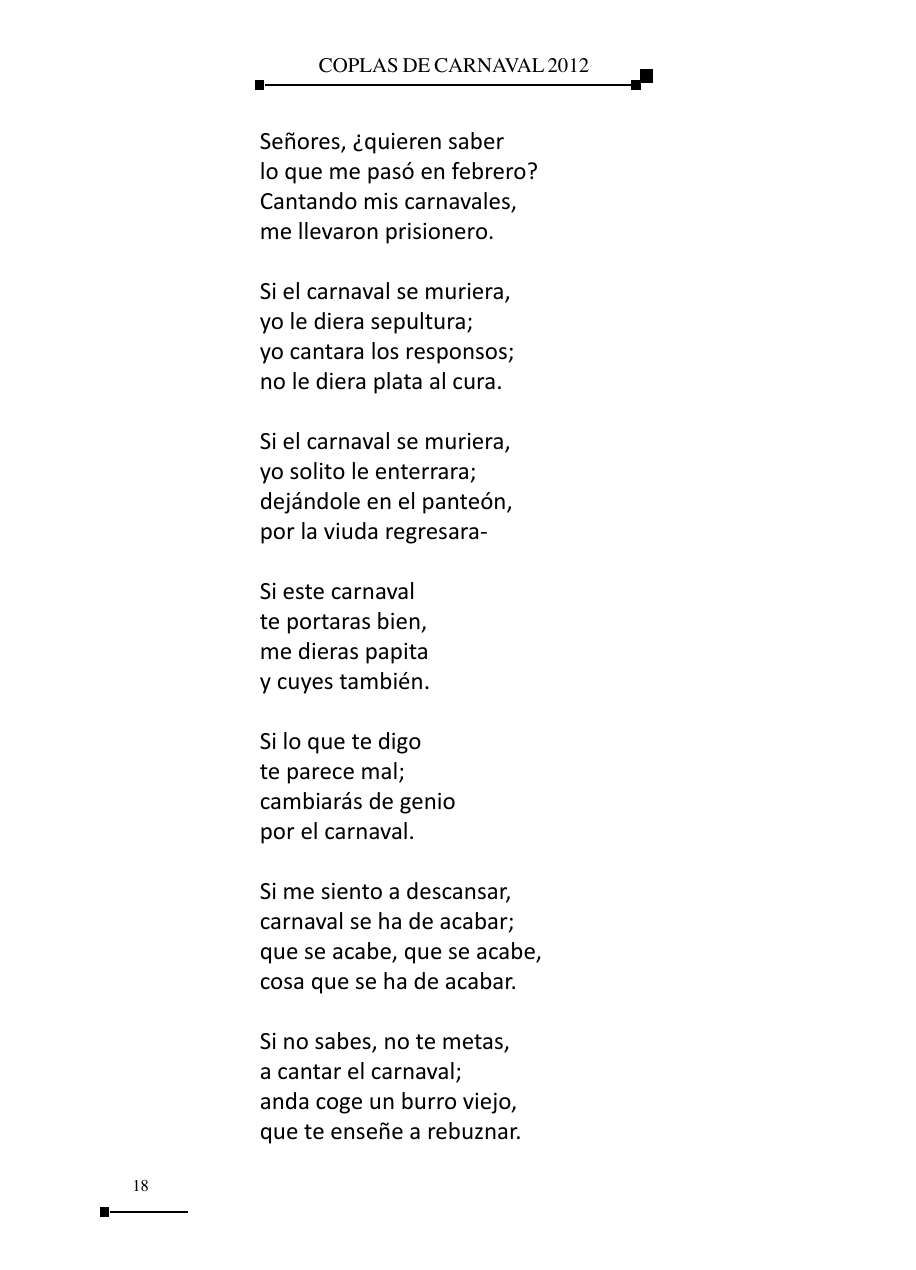 COPLAS DE CARNAVAL 2012
Señores, ¿quieren saber
lo que me pasó en febrero?
Cantando mis carnavales,
me llevaron prisionero.
Si el carnaval se muriera,
yo le diera sepultura;
yo cantara los responsos;
no le diera plata al cura.
Si el carnaval se muriera,
yo solito le enterrara;
dejándole en el panteón,
por la viuda regresara-
Si este carnaval
te portaras bien,
me dieras papita
y cuyes también.
Si lo que te digo
te parece mal;
cambiarás de genio
por el carnaval.
Si me siento a descansar,
carnaval se ha de acabar;
que se acabe, que se acabe,
cosa que se ha de acabar.
Si no sabes, no te metas,
a cantar el carnaval;
anda coge un burro viejo,
que te enseñe a rebuznar.
18